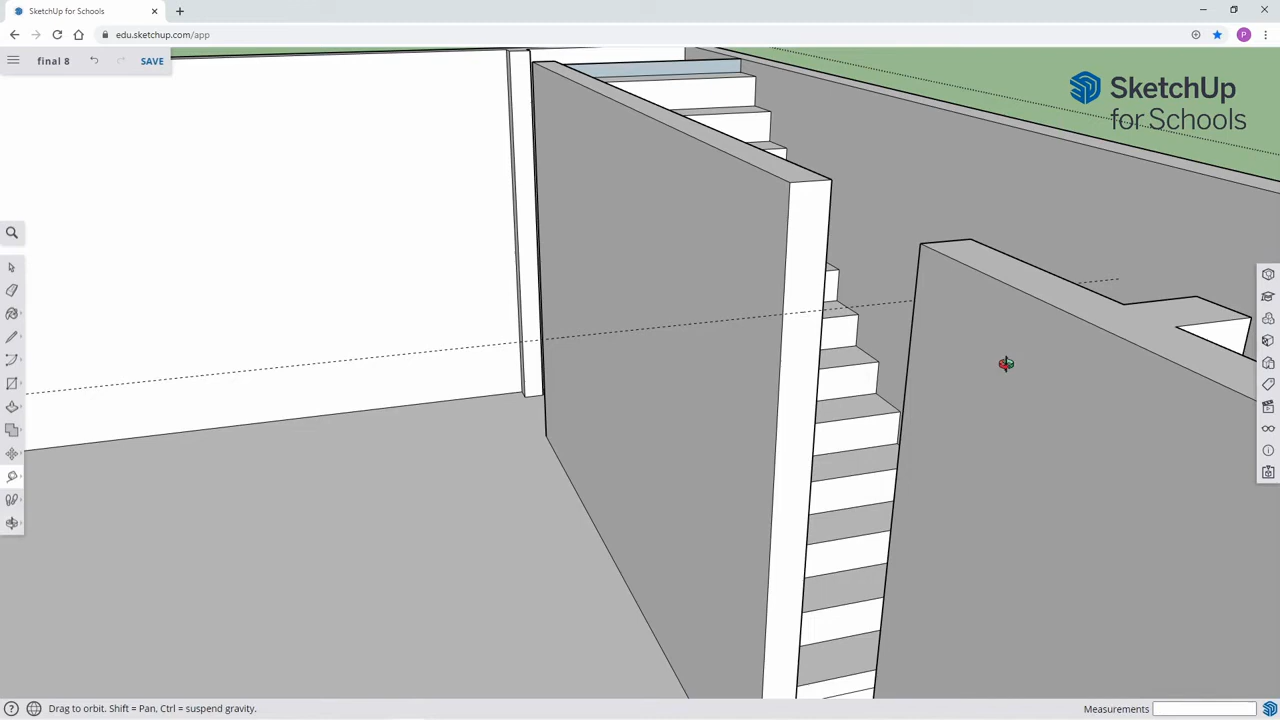 SketchUp for Schools
edu.sketchup.com/app
P
final 8
SAVE
SketchUp
for Schools
Drag to orbit. Shift = Pan, Ctrl = suspend gravity.
Measurements